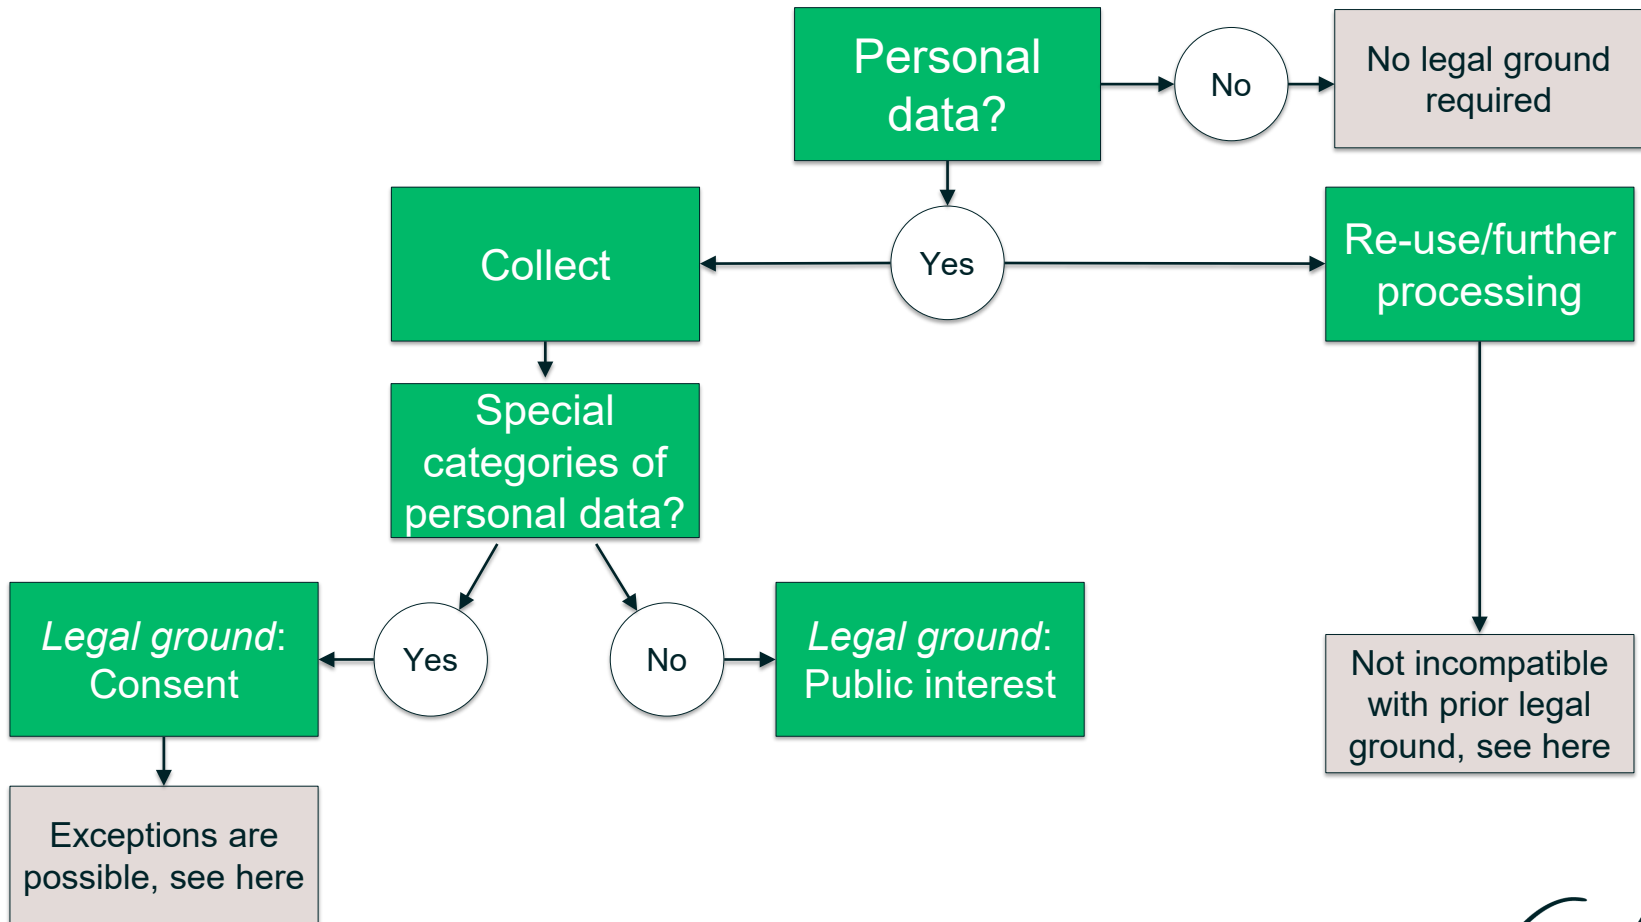 Personal
data?
No
No legal ground
required
Collect
Yes
Re-use/further
processing
Special
categories of
personal data?
Legal ground:
Consent
Yes
No
Legal ground:
Public interest
Not incompatible
with prior legal
ground, see here
Exceptions are
possible, see here